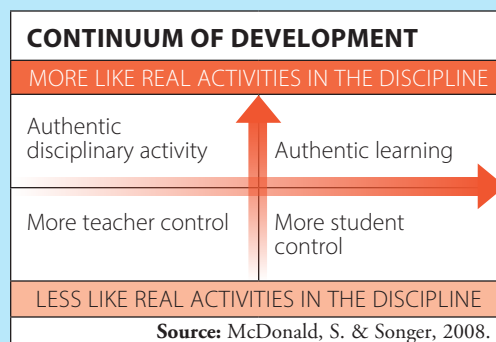 CONTINUUM OF DEVELOPMENT
MORE LIKE REAL ACTIVITIES IN THE DISCIPLINE
Authentic
disciplinary activity
Authentic learning
More teacher control
More student
control
LESS LIKE REAL ACTIVITIES IN THE DISCIPLINE
Source: McDonald, S. & Songer, 2008.